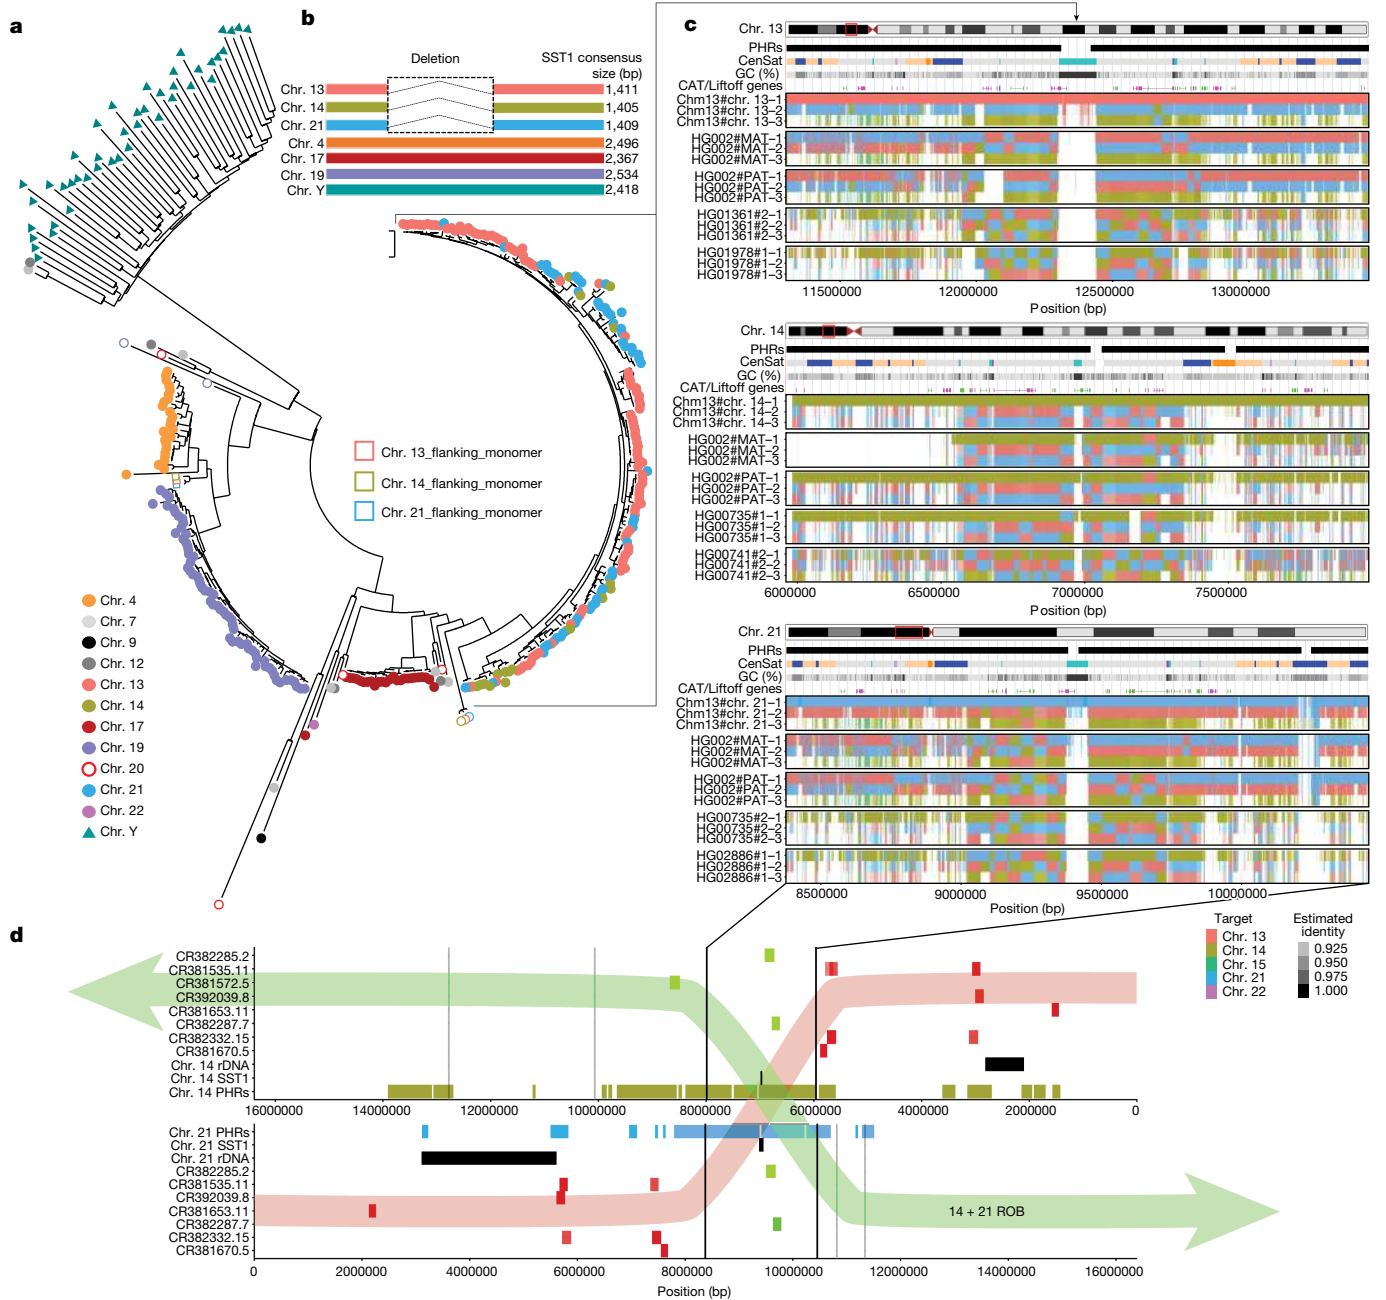 a
b
Deletion
SST1 consensus
size (bp)
Chr. 13
1,411
Chr. 14
1,405
Chr. 21
1,409
Chr. 4
2,496
Chr. 17
2,367
Chr. 19
2,534
Chr. Y
2,418
Chr. 13_flanking_monomer
Chr. 14_flanking_monomer
Chr. 21_flanking_monomer
Chr. 4
Chr. 7
Chr. 9
Chr. 12
Chr. 13
Chr. 14
Chr. 17
Chr. 19
Chr. 20
Chr. 21
Chr. 22
Chr. Y
c
Chr. 13
PHRs
CenSat
GC (%)
CAT/Liftoff genes
Chm13#chr. 13–1
Chm13#chr. 13–2
Chm13#chr. 13–3
HG002#MAT–1
HG002#MAT–2
HG002#MAT–3
HG002#PAT–1
HG002#PAT–2
HG002#PAT–3
HG01361#2–1
HG01361#2–2
HG01361#2–3
HG01978#1–1
HG01978#1–2
HG01978#1–3
11500000 12000000 12500000 13000000
Position (bp)
Chr. 14
PHRs
CenSat
GC (%)
CAT/Liftoff genes
Chm13#chr. 14–1
Chm13#chr. 14–2
Chm13#chr. 14–3
HG002#MAT–1
HG002#MAT–2
HG002#MAT–3
HG002#PAT–1
HG002#PAT–2
HG002#PAT–3
HG00735#1–1
HG00735#1–2
HG00735#1–3
HG00741#2–1
HG00741#2–2
HG00741#2–3
6000000 6500000 7000000 7500000
Position (bp)
Chr. 21
PHRs
CenSat
GC (%)
CAT/Liftoff genes
Chm13#chr. 21–1
Chm13#chr. 21–2
Chm13#chr. 21–3
HG002#MAT–1
HG002#MAT–2
HG002#MAT–3
HG002#PAT–1
HG002#PAT–2
HG002#PAT–3
HG00735#2–1
HG00735#2–2
HG00735#2–3
HG02886#1–1
HG02886#1–2
HG02886#1–3
8500000 9000000 9500000 10000000
Position (bp)
Target
Chr. 13
Chr. 14
Chr. 15
Chr. 21
Chr. 22
Estimated
identity
0.925
0.950
0.975
1.000
d
CR382285.2
CR381535.11
CR381572.5
CR392039.8
CR381653.11
CR382287.7
CR382332.15
CR381670.5
Chr. 14 rDNA
Chr. 14 SST1
Chr. 14 PHRs
16000000 14000000 12000000 10000000 8000000 6000000 4000000 2000000 0
Chr. 21 PHRs
Chr. 21 SST1
Chr. 21 rDNA
CR382285.2
CR381535.11
CR392039.8
CR381653.11
CR382287.7
CR382332.15
CR381670.5
14 + 21 ROB
0 2000000 4000000 6000000 8000000 10000000 12000000 14000000 16000000
Position (bp)